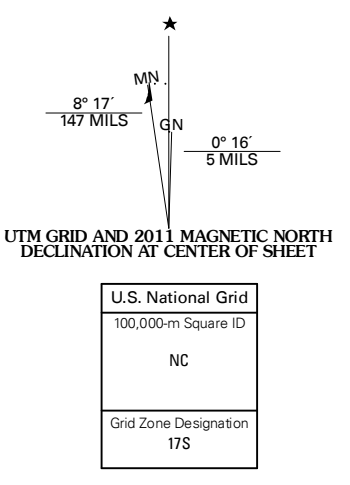 MN
8° 17´
147 MILS
GN
0° 16´
5 MILS
UTM GRID AND 2011 MAGNETIC NORTH
DECLINATION AT CENTER OF SHEET
U.S. National Grid
100,000-m Square ID
NC
Grid Zone Designation
17S